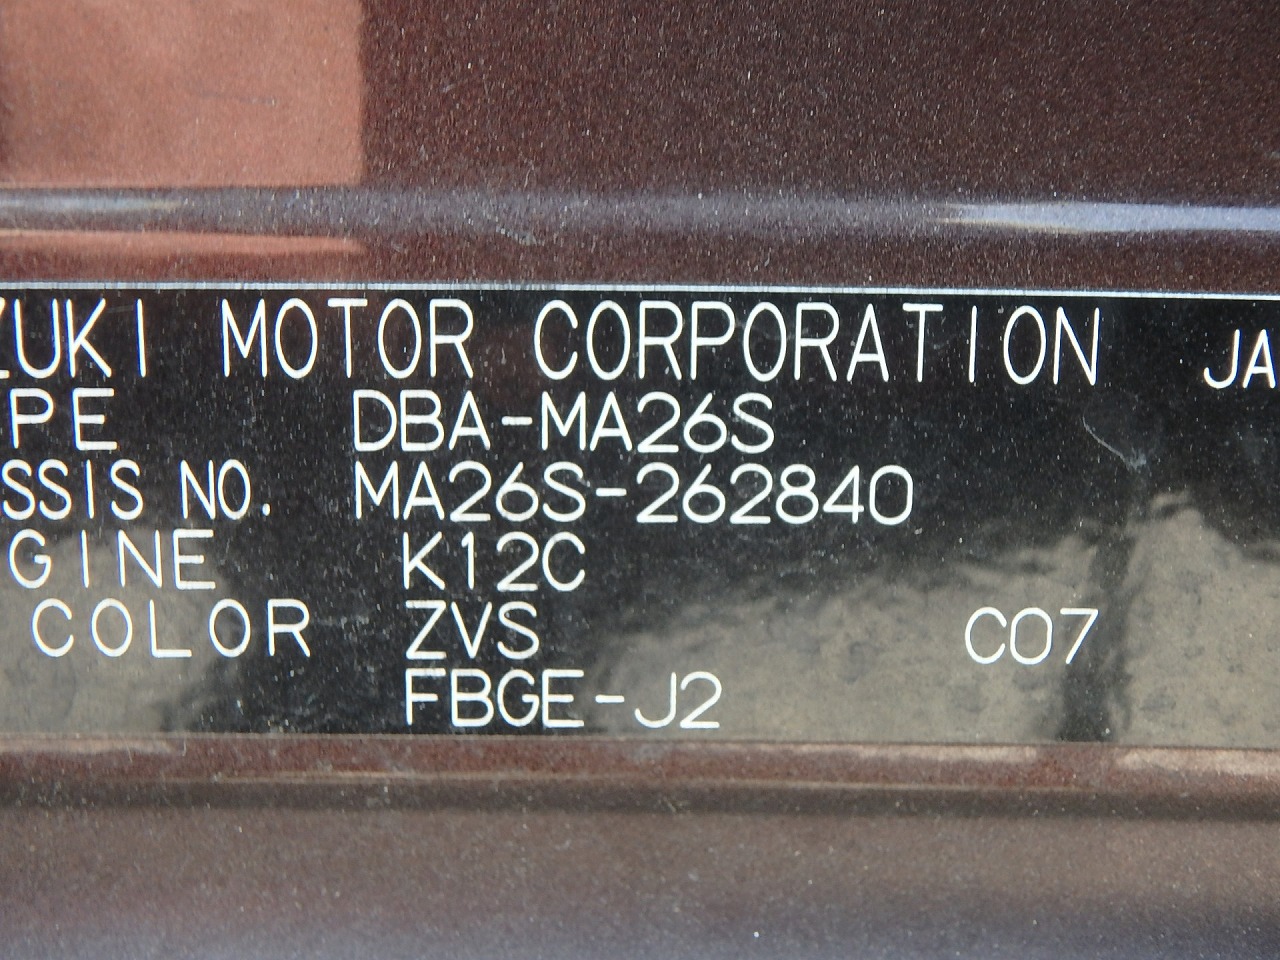 ZUKI MOTOR CORPORATION JA
PE DBA-MA26S
SSIS NO. MA26S-262840
GINE K12C
COLOR ZVS C07
FBGE-J2